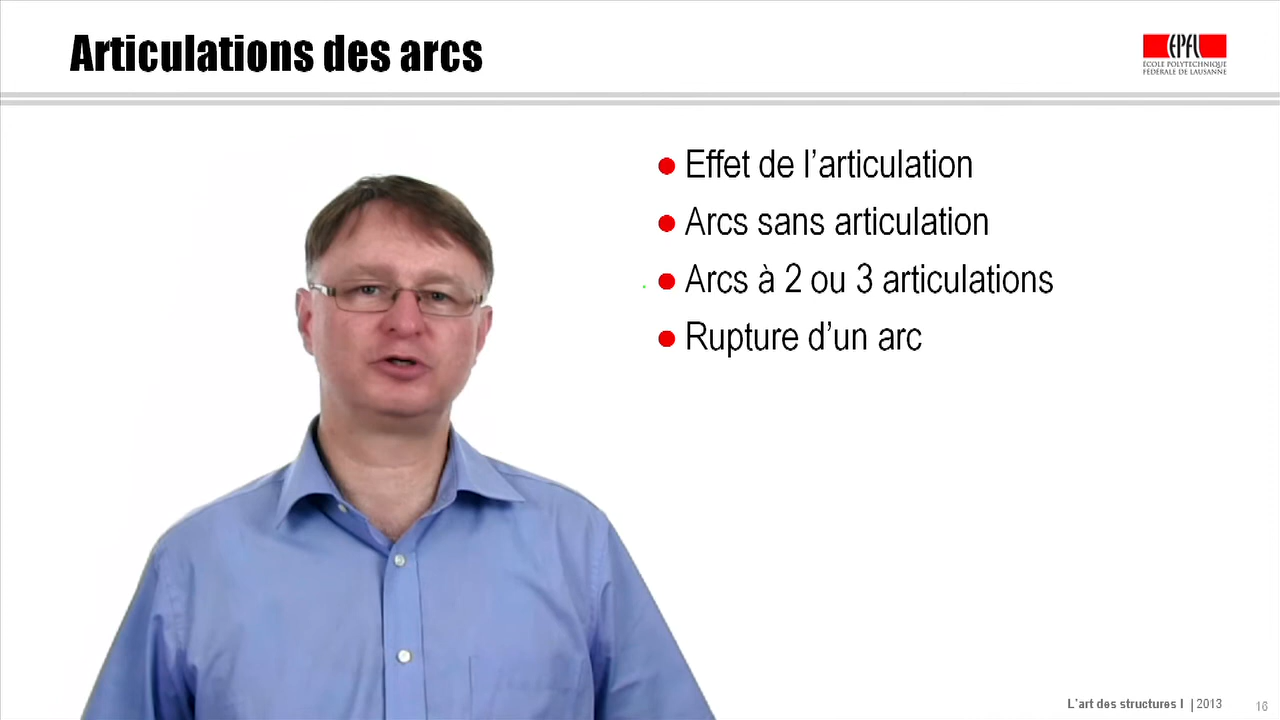 Articulations des arcs
EPFL
ÉCOLE POLYTECHNIQUE
FÉDÉRALE DE LAUSANNE
Effet de l'articulation
Arcs sans articulation
Arcs à 2 ou 3 articulations
Rupture d'un arc
L'art des structures I | 2013
16